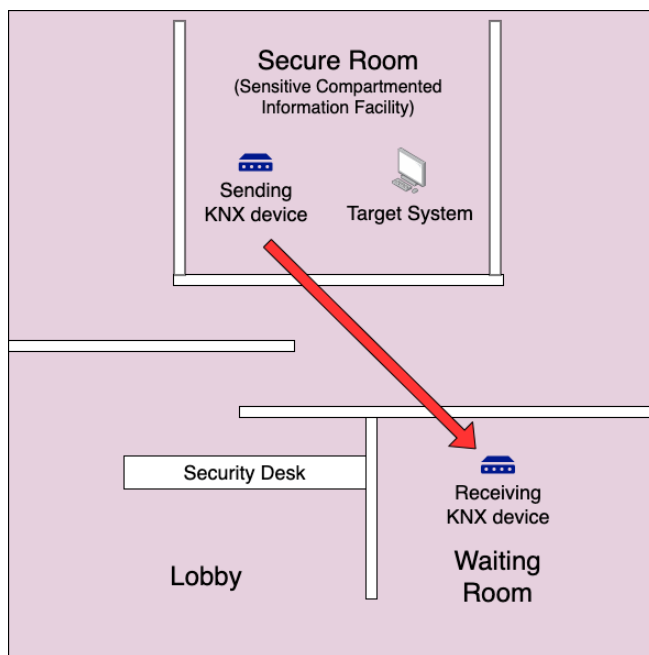 Secure Room
(Sensitive Compartmented
Information Facility)
Sending
KNX device
Target System
Security Desk
Receiving
KNX device
Lobby
Waiting
Room